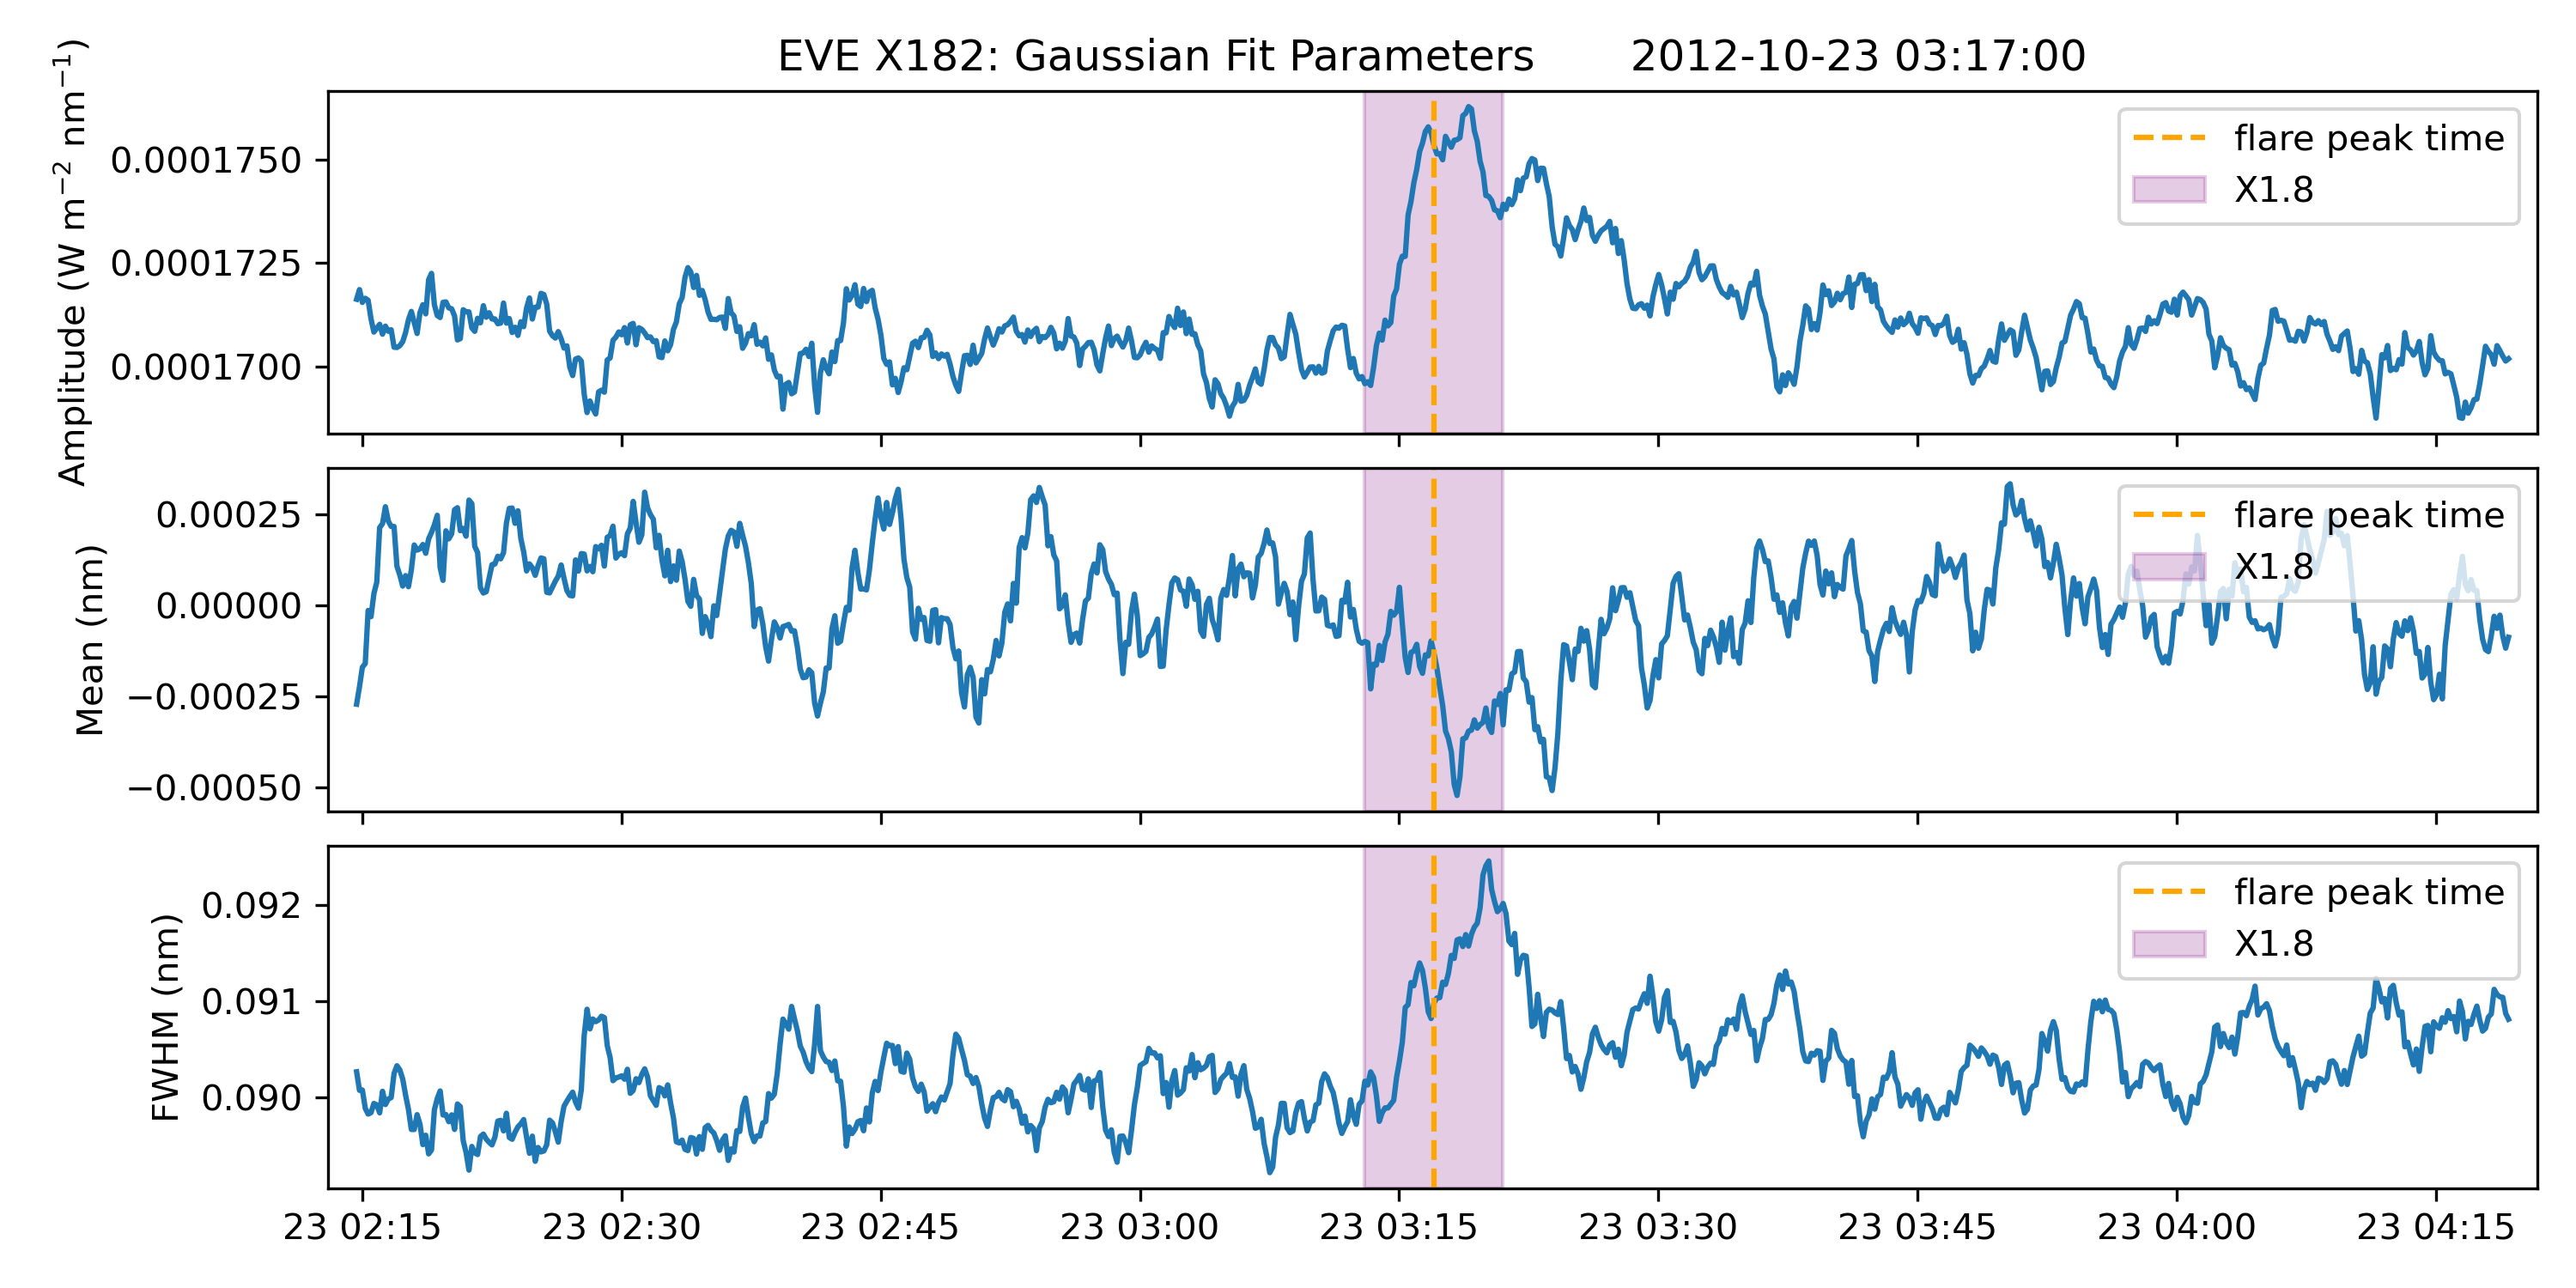 EVE X182: Gaussian Fit Parameters 2012-10-23 03:17:00
Amplitude (W m⁻² nm⁻¹)
0.0001750
0.0001725
0.0001700
flare peak time
X1.8
Mean (nm)
0.00025
0.00000
−0.00025
−0.00050
flare peak time
X1.8
FWHM (nm)
0.092
0.091
0.090
flare peak time
X1.8
23 02:15 23 02:30 23 02:45 23 03:00 23 03:15 23 03:30 23 03:45 23 04:00 23 04:15